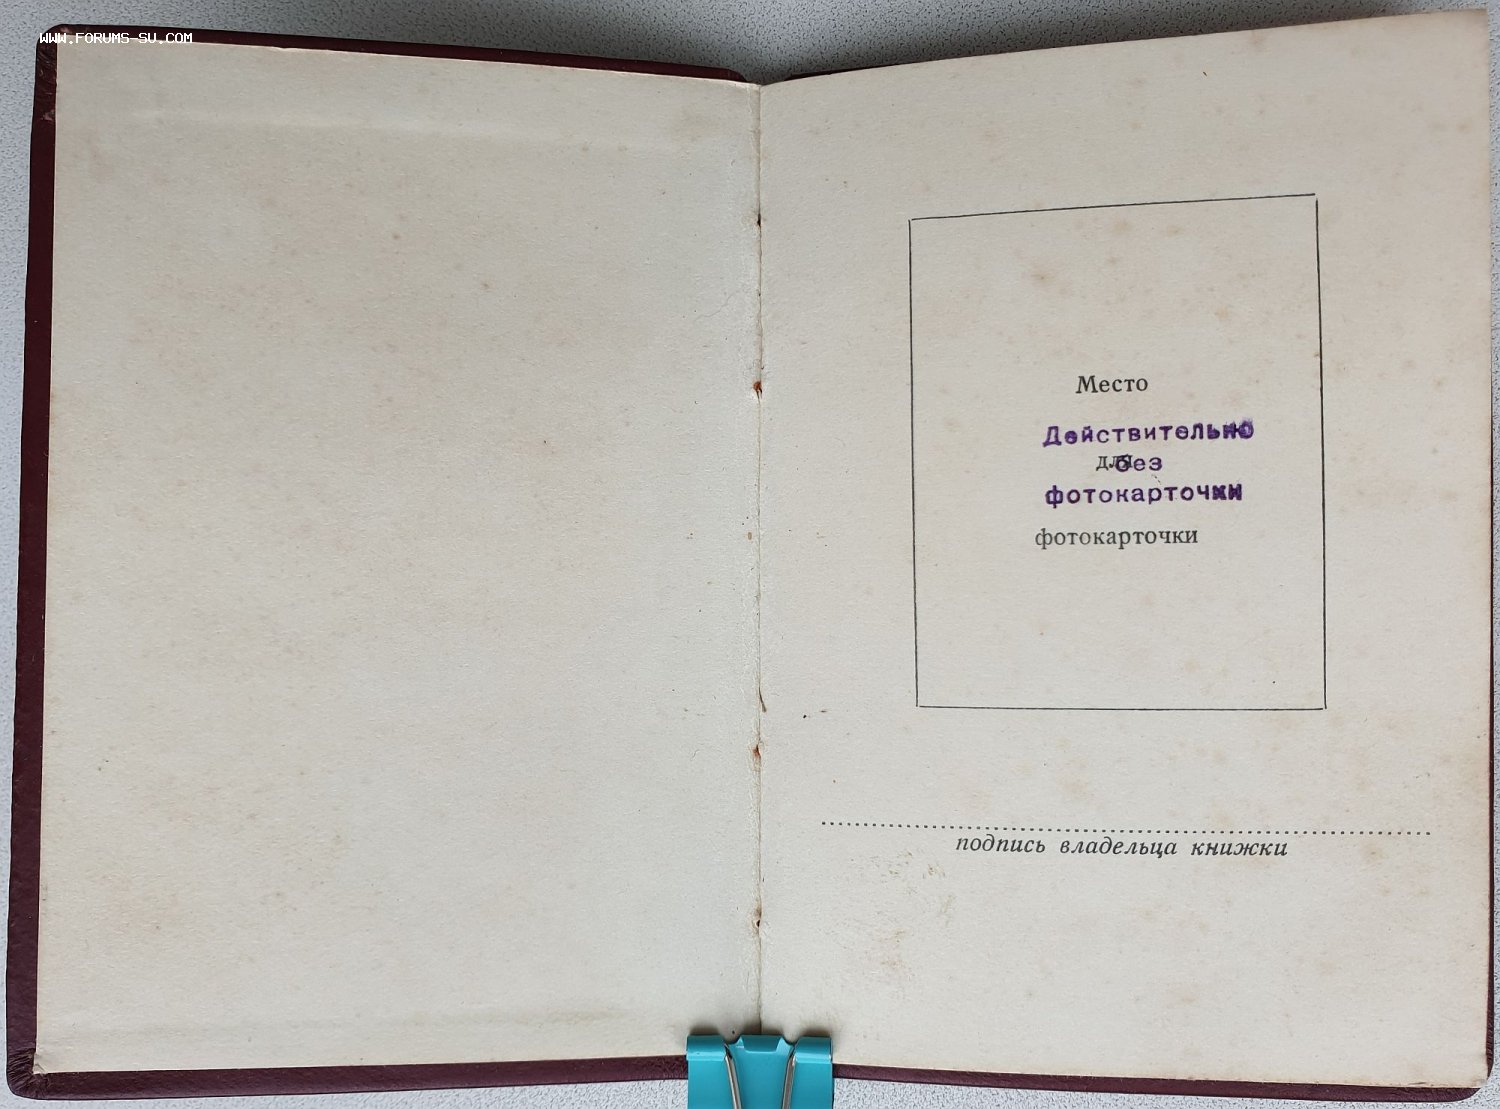 WWW.FORUMS-SU.COM
Место
Действительно
для без
фотокарточки
фотокарточки
подпись владельца книжки